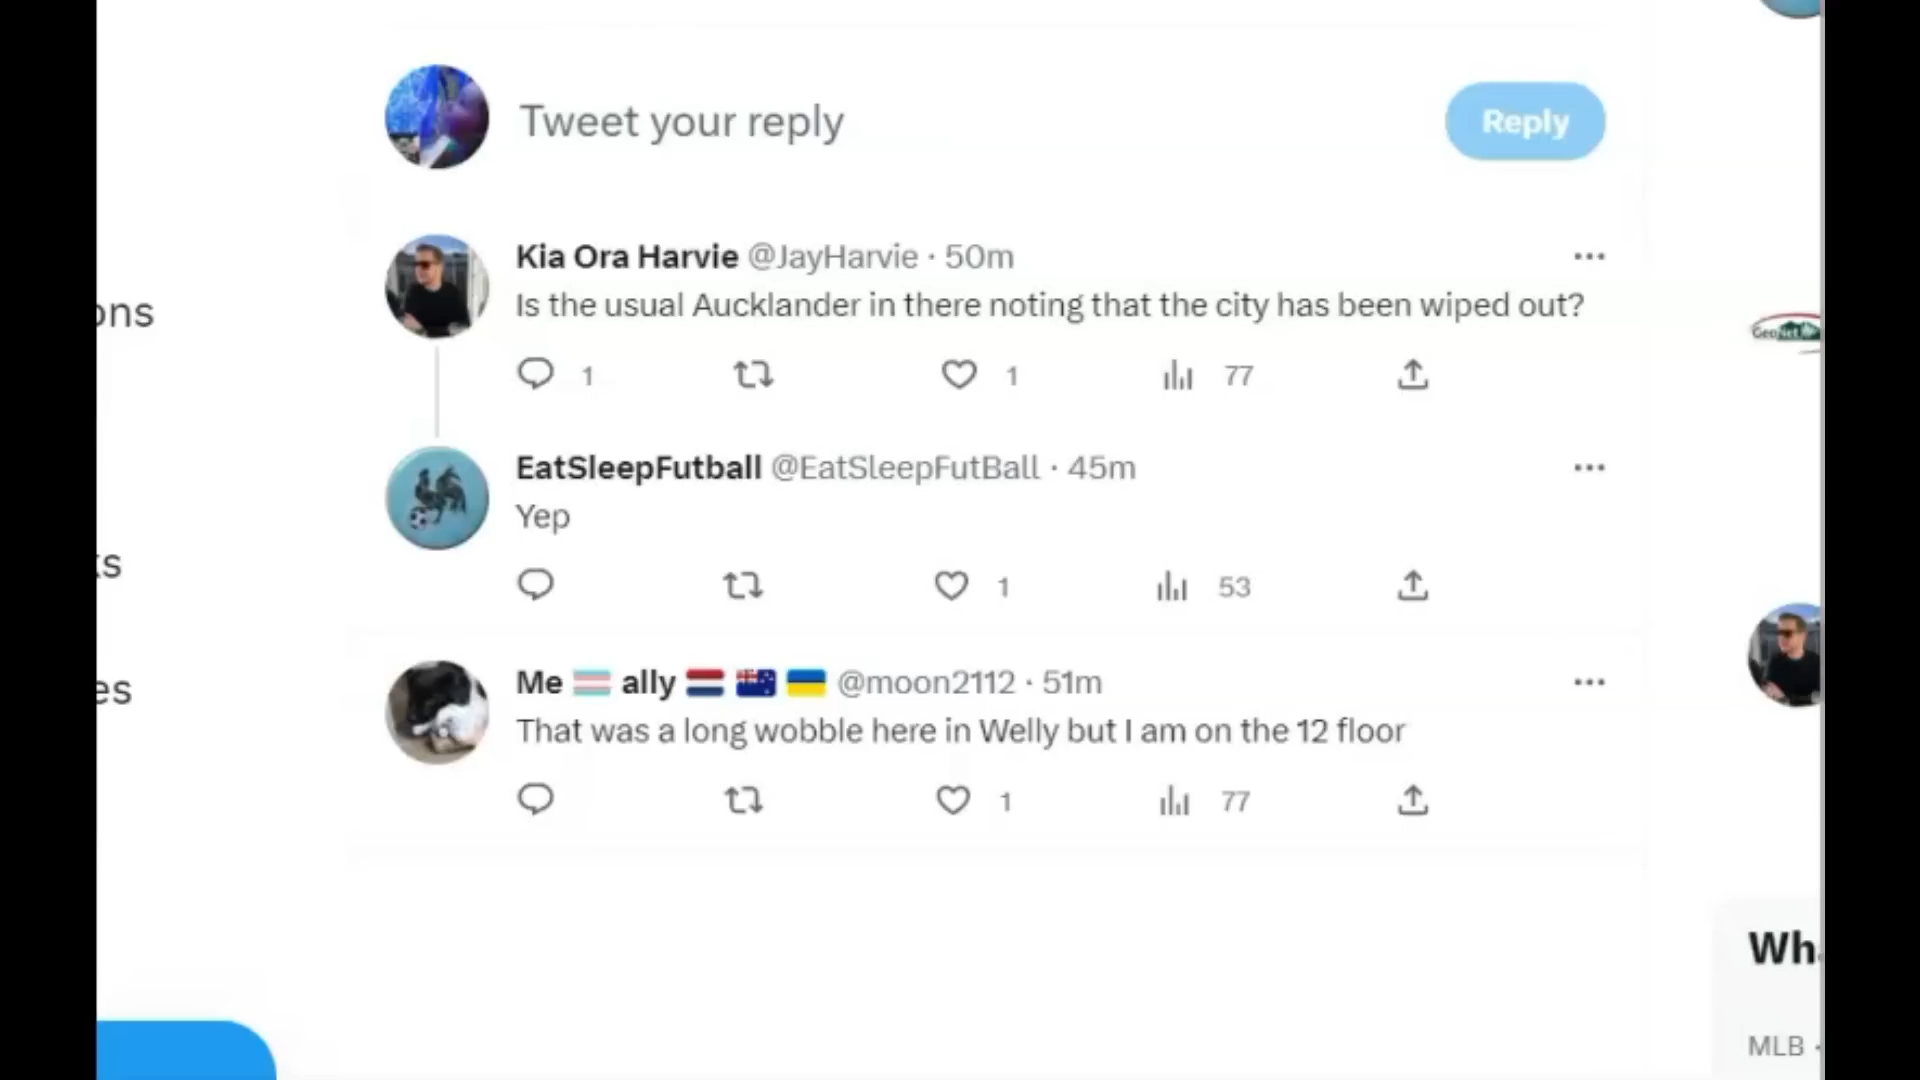 Tweet your reply
Reply
Kia Ora Harvie @JayHarvie · 50m
Is the usual Aucklander in there noting that the city has been wiped out?
1 1 77
EatSleepFutball @EatSleepFutBall · 45m
Yep
1 53
Me ally @moon2112 · 51m
That was a long wobble here in Welly but I am on the 12 floor
1 77
ons
ks
es
GeoNet
Wh
MLB ·